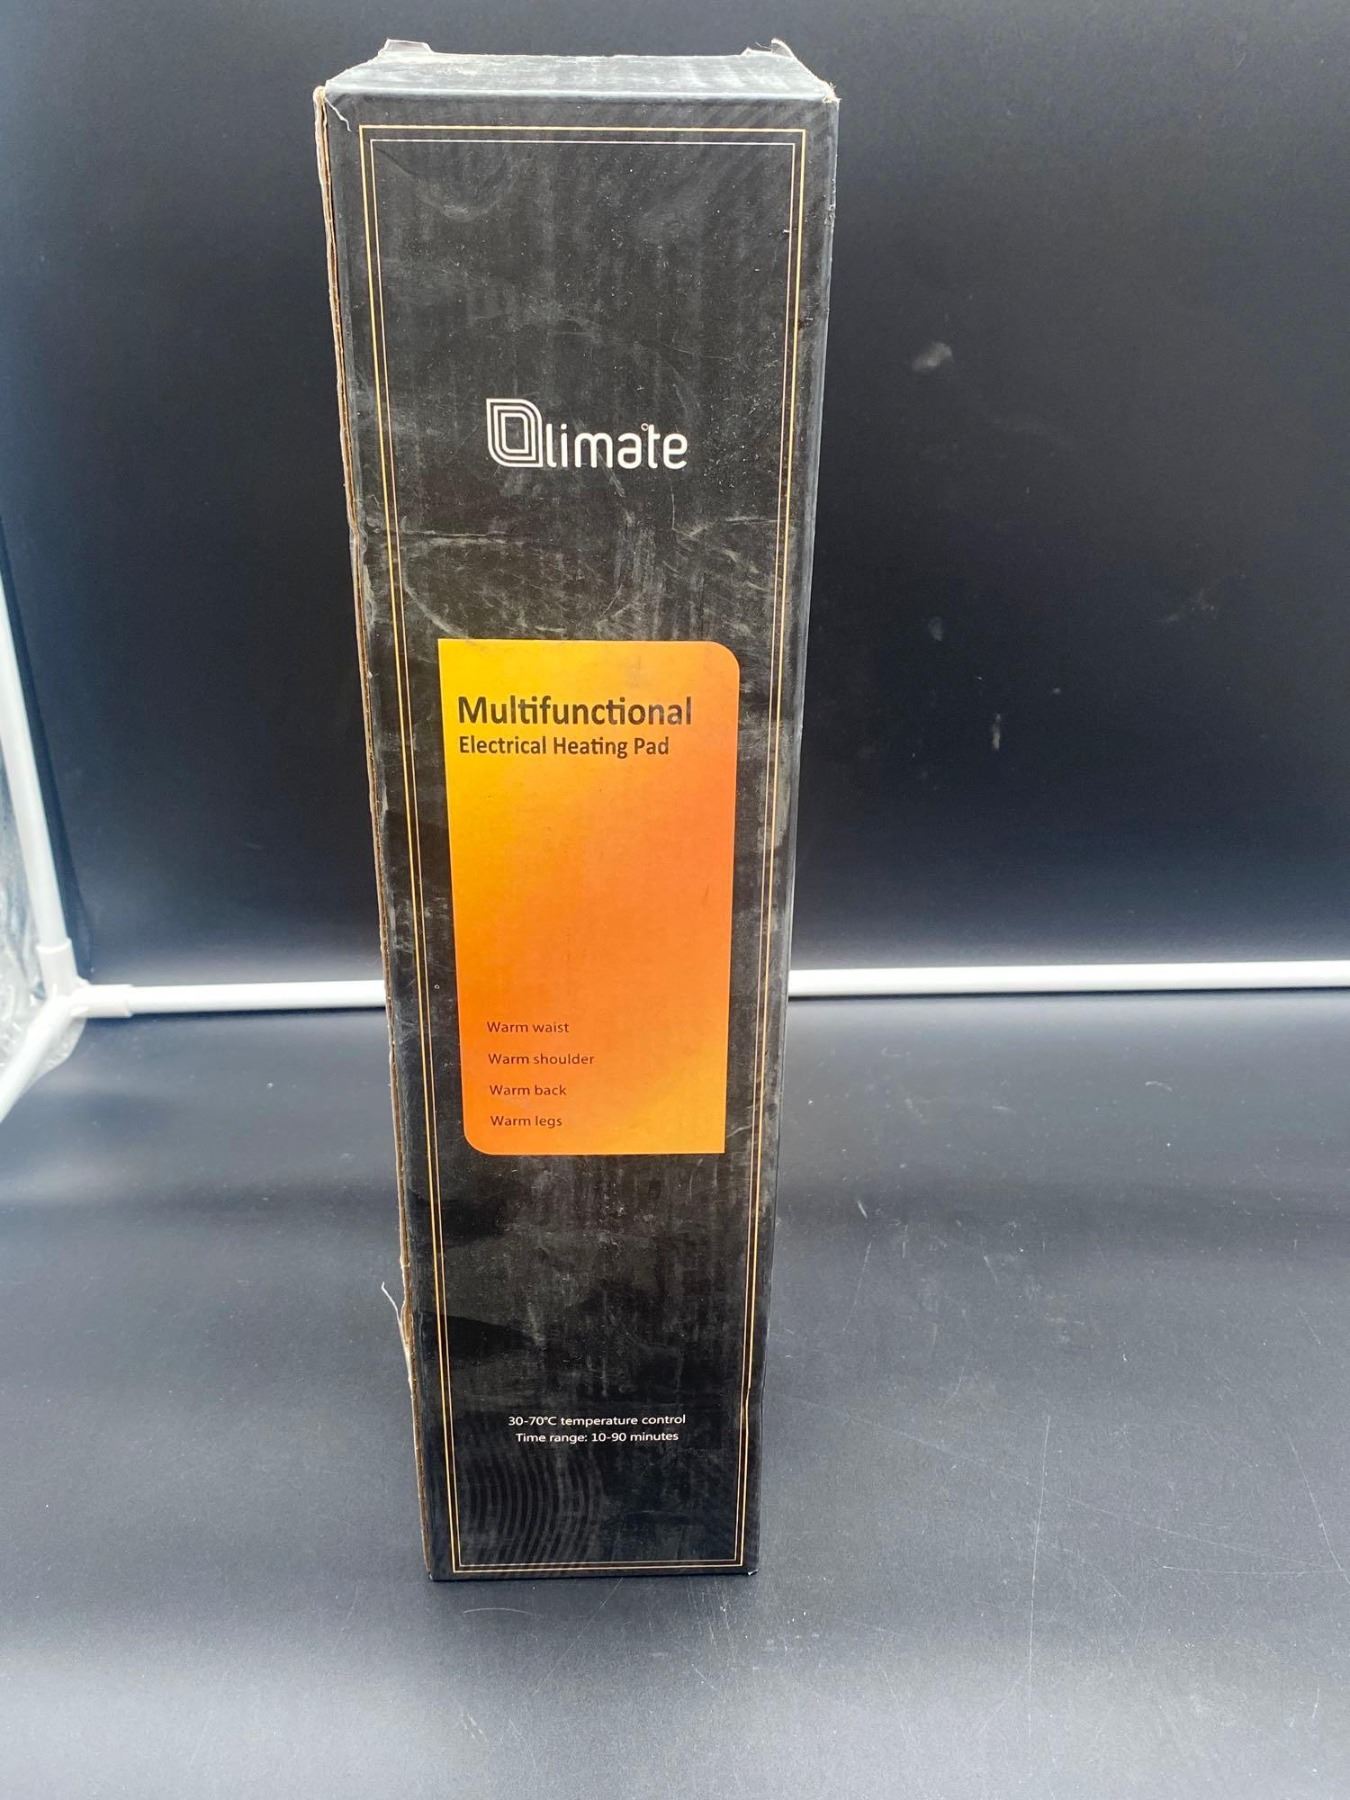 Qlimate
Multifunctional
Electrical Heating Pad
Warm waist
Warm shoulder
Warm back
Warm legs
30-70°C temperature control
Time range: 10-90 minutes